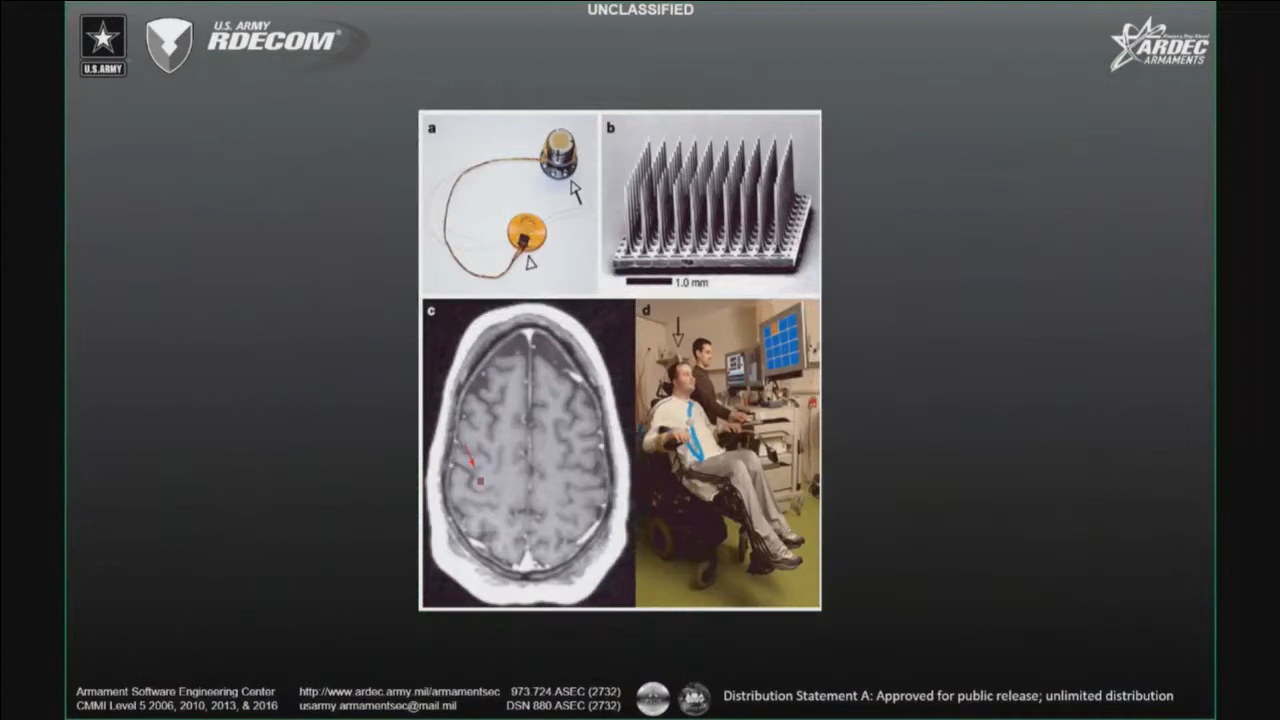 UNCLASSIFIED
U.S. ARMY
U.S. ARMY
RDECOM
ARDEC
ARMAMENTS
a
b
1.0 mm
c
d
Armament Software Engineering Center
CMMI Level 5 2006, 2010, 2013, & 2016
http://www.ardec.army.mil/armamentsec
usarmy.armamentsec@mail.mil
973.724 ASEC (2732)
DSN 880 ASEC (2732)
Distribution Statement A: Approved for public release; unlimited distribution